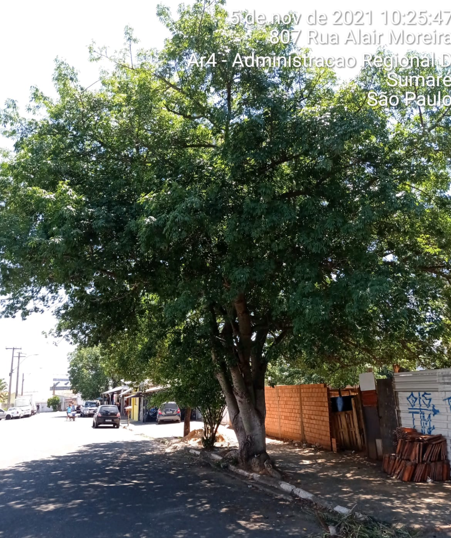 5 de nov de 2021 10:25:47
807 Rua Alair Moreira
Ar4 - Administracao Regional D
Sumaré
São Paulo